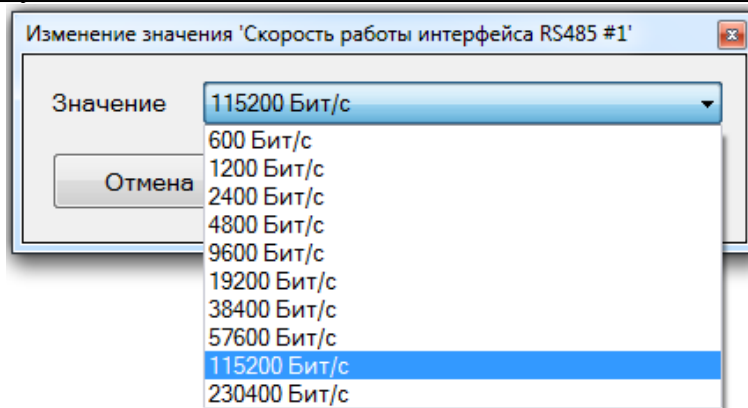 Изменение значения 'Скорость работы интерфейса RS485 #1'
Значение 115200 Бит/с
600 Бит/с
1200 Бит/с
Отмена
2400 Бит/с
4800 Бит/с
9600 Бит/с
19200 Бит/с
38400 Бит/с
57600 Бит/с
115200 Бит/с
230400 Бит/с